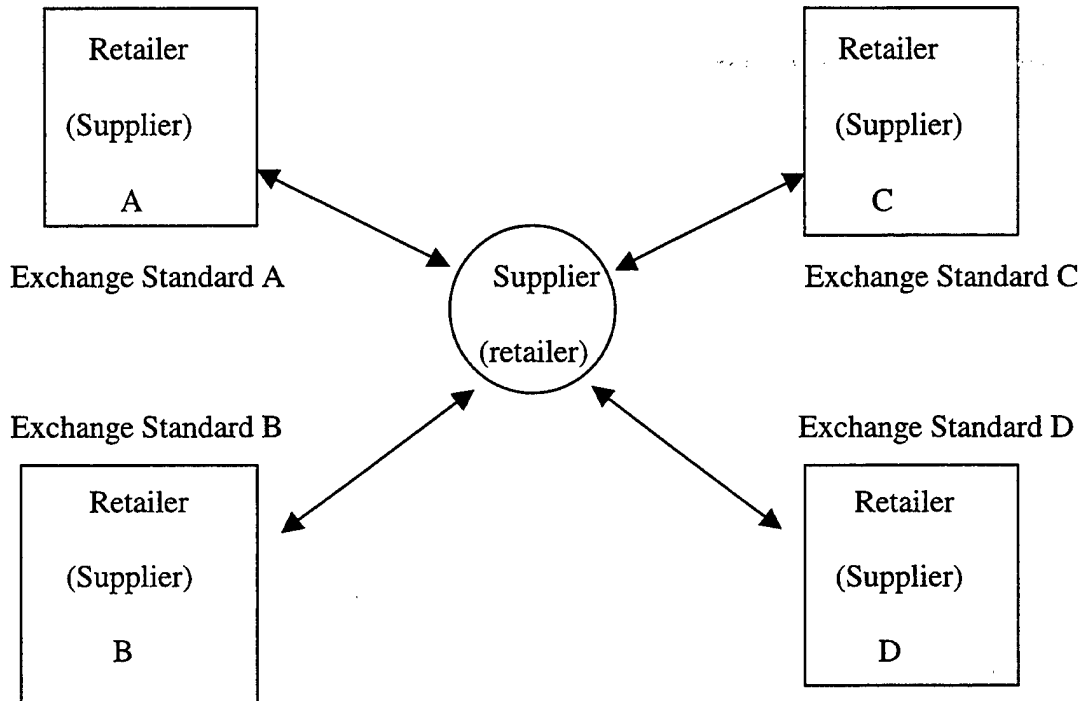 Retailer
(Supplier)
A
Exchange Standard A
Retailer
(Supplier)
C
Exchange Standard C
Supplier
(retailer)
Exchange Standard B
Retailer
(Supplier)
B
Exchange Standard D
Retailer
(Supplier)
D